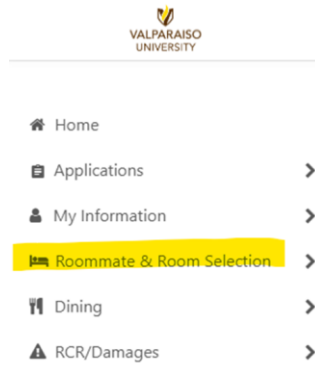 VALPARAISO
UNIVERSITY
Home
Applications
My Information
Roommate & Room Selection
Dining
RCR/Damages